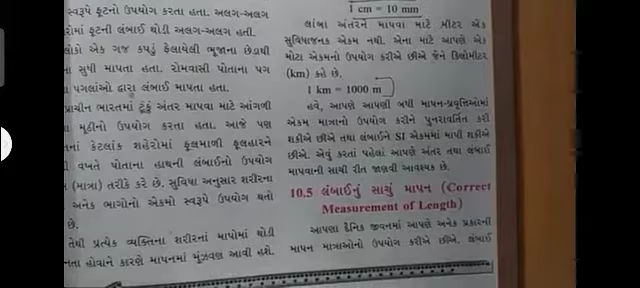 સ્વરૂપે ફૂટનો ઉપયોગ કરતા હતા. અલગ-અલગ
રોમાં ફૂટની લંબાઈ થોડી અલગ-અલગ હતી.
લોકો એક ગજ કપડું ફેલાયેલી ભૂજાના છેડાથી
ના સુધી માપતા હતા. રોમવાસી પોતાના પગ
પગલાંઓ દ્વારા લંબાઈ માપતા હતા.
પ્રાચીન ભારતમાં ટૂંકું અંતર માપવા માટે આંગળી
મૂઠીનો ઉપયોગ કરતા હતા. આજે પણ
નાં કેટલાંક શહેરોમાં ફૂલમાળી ફૂલહારને
વખતે પોતાના હાથની લંબાઈનો ઉપયોગ
(માત્રા) તરીકે કરે છે. સુવિધા અનુસાર શરીરના
અનેક ભાગોનો એકમો સ્વરૂપે ઉપયોગ થતો
છે.
તેથી પ્રત્યેક વ્યક્તિના શરીરનાં માપોમાં થોડી
નતા હોવાને કારણે માપનમાં મૂંઝવણ આવી હશે.
1 cm = 10 mm
લાંબા અંતરને માપવા માટે મીટર એક
સુવિધાજનક એકમ નથી. એના માટે આપણે એક
મોટા એકમનો ઉપયોગ કરીએ છીએ જેને કિલોમીટર
(km) કહે છે.
1 km = 1000 m
હવે, આપણે આપણી બધી માપન-પ્રવૃત્તિઓમાં
એકમ માત્રાનો ઉપયોગ કરીને પુનરાવર્તિત કરી
શકીએ છીએ તથા લંબાઈને SI એકમમાં માપી શકીએ
છીએ. એવું કરતાં પહેલાં આપણે અંતર તથા લંબાઈ
માપવાની સાચી રીત જાણવી આવશ્યક છે.
10.5 લંબાઈનું સાચું માપન (Correct
Measurement of Length)
આપણા દૈનિક જીવનમાં આપણે અનેક પ્રકારની
માપન માત્રાઓનો ઉપયોગ કરીએ છીએ. લંબાઈ